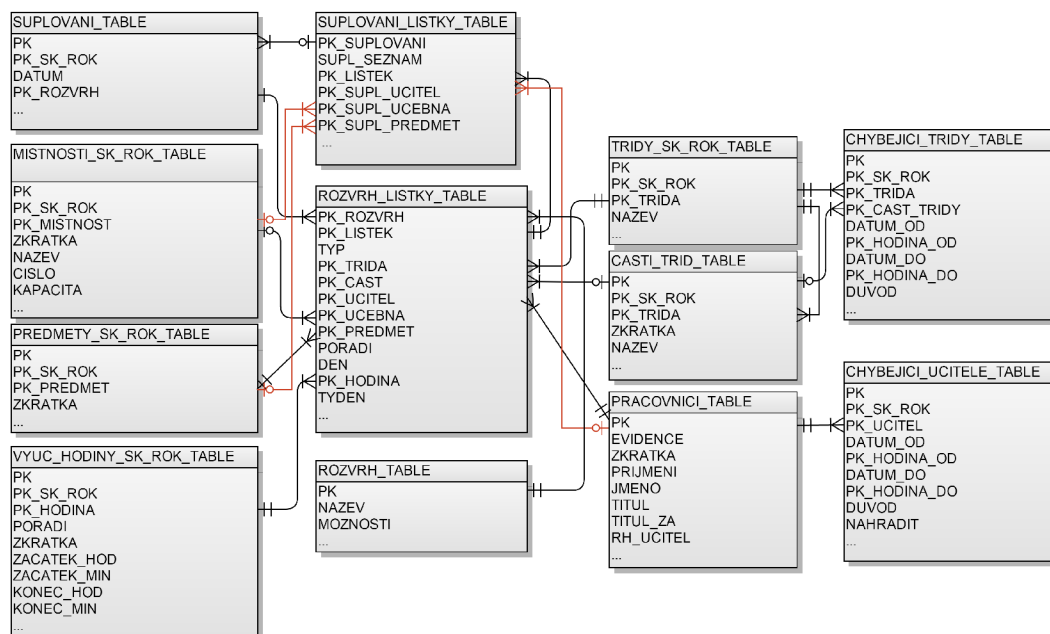 SUPLOVANI_TABLE
PK
PK_SK_ROK
DATUM
PK_ROZVRH
...
MISTNOSTI_SK_ROK_TABLE
PK
PK_SK_ROK
PK_MISTNOST
ZKRATKA
NAZEV
CISLO
KAPACITA
...
PREDMETY_SK_ROK_TABLE
PK
PK_SK_ROK
PK_PREDMET
ZKRATKA
...
VYUC_HODINY_SK_ROK_TABLE
PK
PK_SK_ROK
PK_HODINA
PORADI
ZKRATKA
ZACATEK_HOD
ZACATEK_MIN
KONEC_HOD
KONEC_MIN
...
SUPLOVANI_LISTKY_TABLE
PK_SUPLOVANI
SUPL_SEZNAM
PK_LISTEK
PK_SUPL_UCITEL
PK_SUPL_UCEBNA
PK_SUPL_PREDMET
...
ROZVRH_LISTKY_TABLE
PK_ROZVRH
PK_LISTEK
TYP
PK_TRIDA
PK_CAST
PK_UCITEL
PK_UCEBNA
PK_PREDMET
PORADI
DEN
PK_HODINA
TYDEN
...
ROZVRH_TABLE
PK
NAZEV
MOZNOSTI
...
TRIDY_SK_ROK_TABLE
PK
PK_SK_ROK
PK_TRIDA
NAZEV
...
CASTI_TRID_TABLE
PK
PK_SK_ROK
PK_TRIDA
ZKRATKA
NAZEV
...
PRACOVNICI_TABLE
PK
EVIDENCE
ZKRATKA
PRIJMENI
JMENO
TITUL
TITUL_ZA
RH_UCITEL
...
CHYBEJICI_TRIDY_TABLE
PK
PK_SK_ROK
PK_TRIDA
PK_CAST_TRIDY
DATUM_OD
PK_HODINA_OD
DATUM_DO
PK_HODINA_DO
DUVOD
...
CHYBEJICI_UCITELE_TABLE
PK
PK_SK_ROK
PK_UCITEL
DATUM_OD
PK_HODINA_OD
DATUM_DO
PK_HODINA_DO
DUVOD
NAHRADIT
...